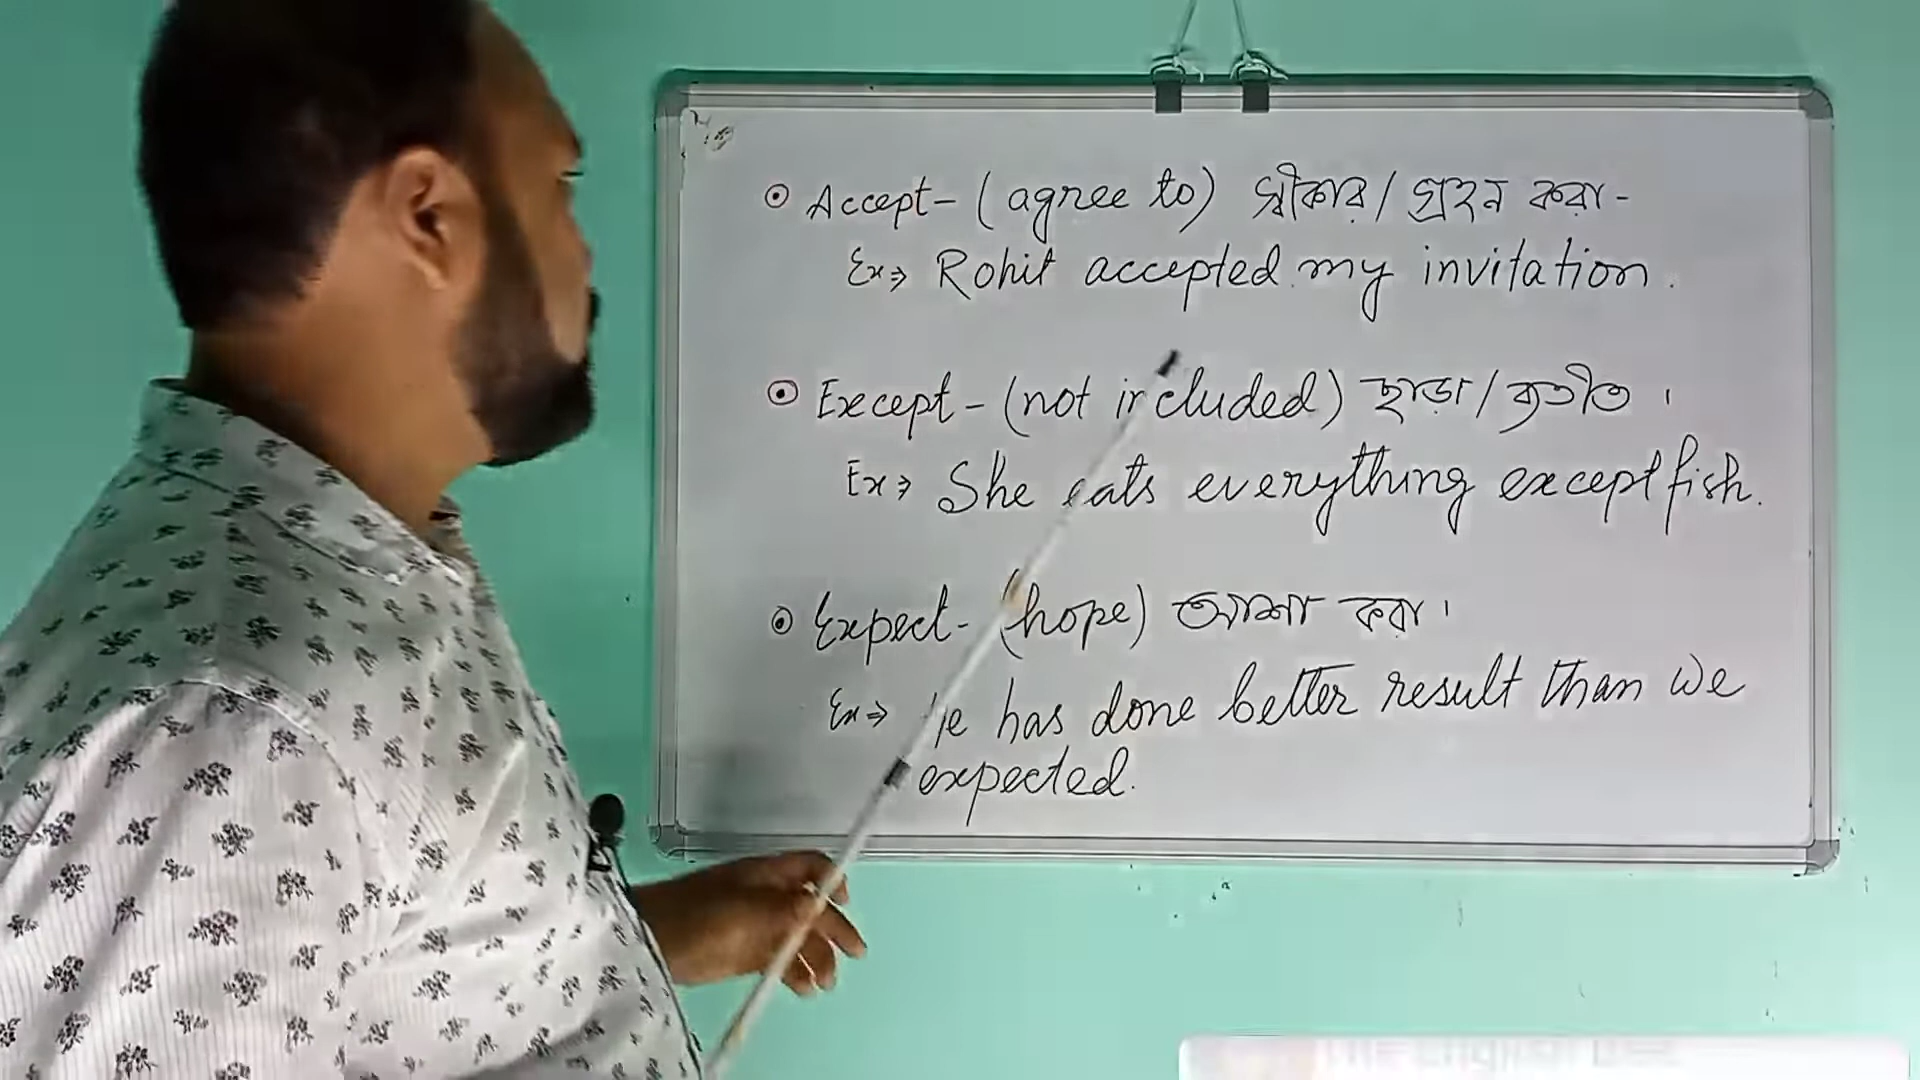 Accept - (agree to) স্বীকার / গ্রহন করা -
Ex ⇒ Rohit accepted my invitation.
Except - (not included) ছাড়া / ব্যতীত ।
Ex ⇒ She eats everything except fish.
Expect - (hope) আশা করা ।
Ex ⇒ has done better result than we
expected.